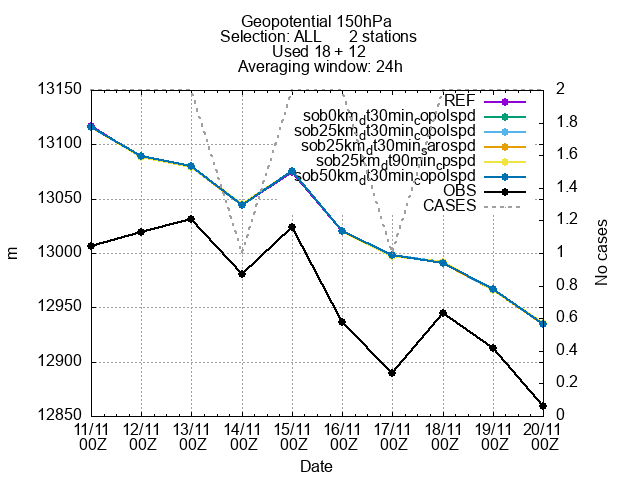 Geopotential 150hPa
Selection: ALL 2 stations
Used 18 + 12
Averaging window: 24h
13150
13100
13050
13000
12950
12900
12850
m
2
1.8
1.6
1.4
1.2
1
0.8
0.6
0.4
0.2
0
No cases
REF
sob0km_dt30min_copolspd
sob25km_dt30min_copolspd
sob25km_dt30min_sarospd
sob25km_dt90min_cpspd
sob50km_dt30min_copolspd
OBS
CASES
11/11 12/11 13/11 14/11 15/11 16/11 17/11 18/11 19/11 20/11
00Z 00Z 00Z 00Z 00Z 00Z 00Z 00Z 00Z 00Z
Date